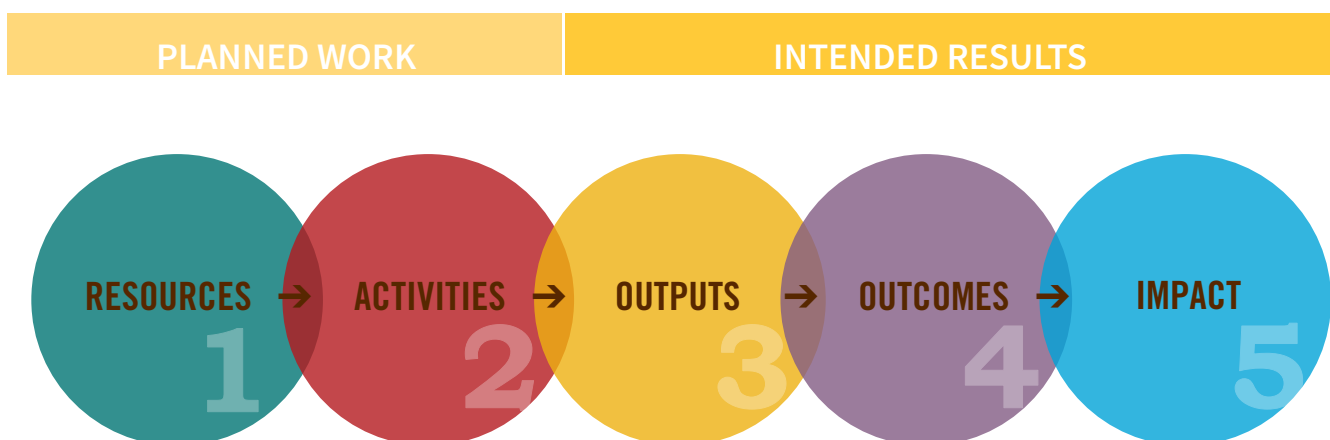 PLANNED WORK
INTENDED RESULTS
RESOURCES → ACTIVITIES → OUTPUTS → OUTCOMES → IMPACT
1 2 3 4 5